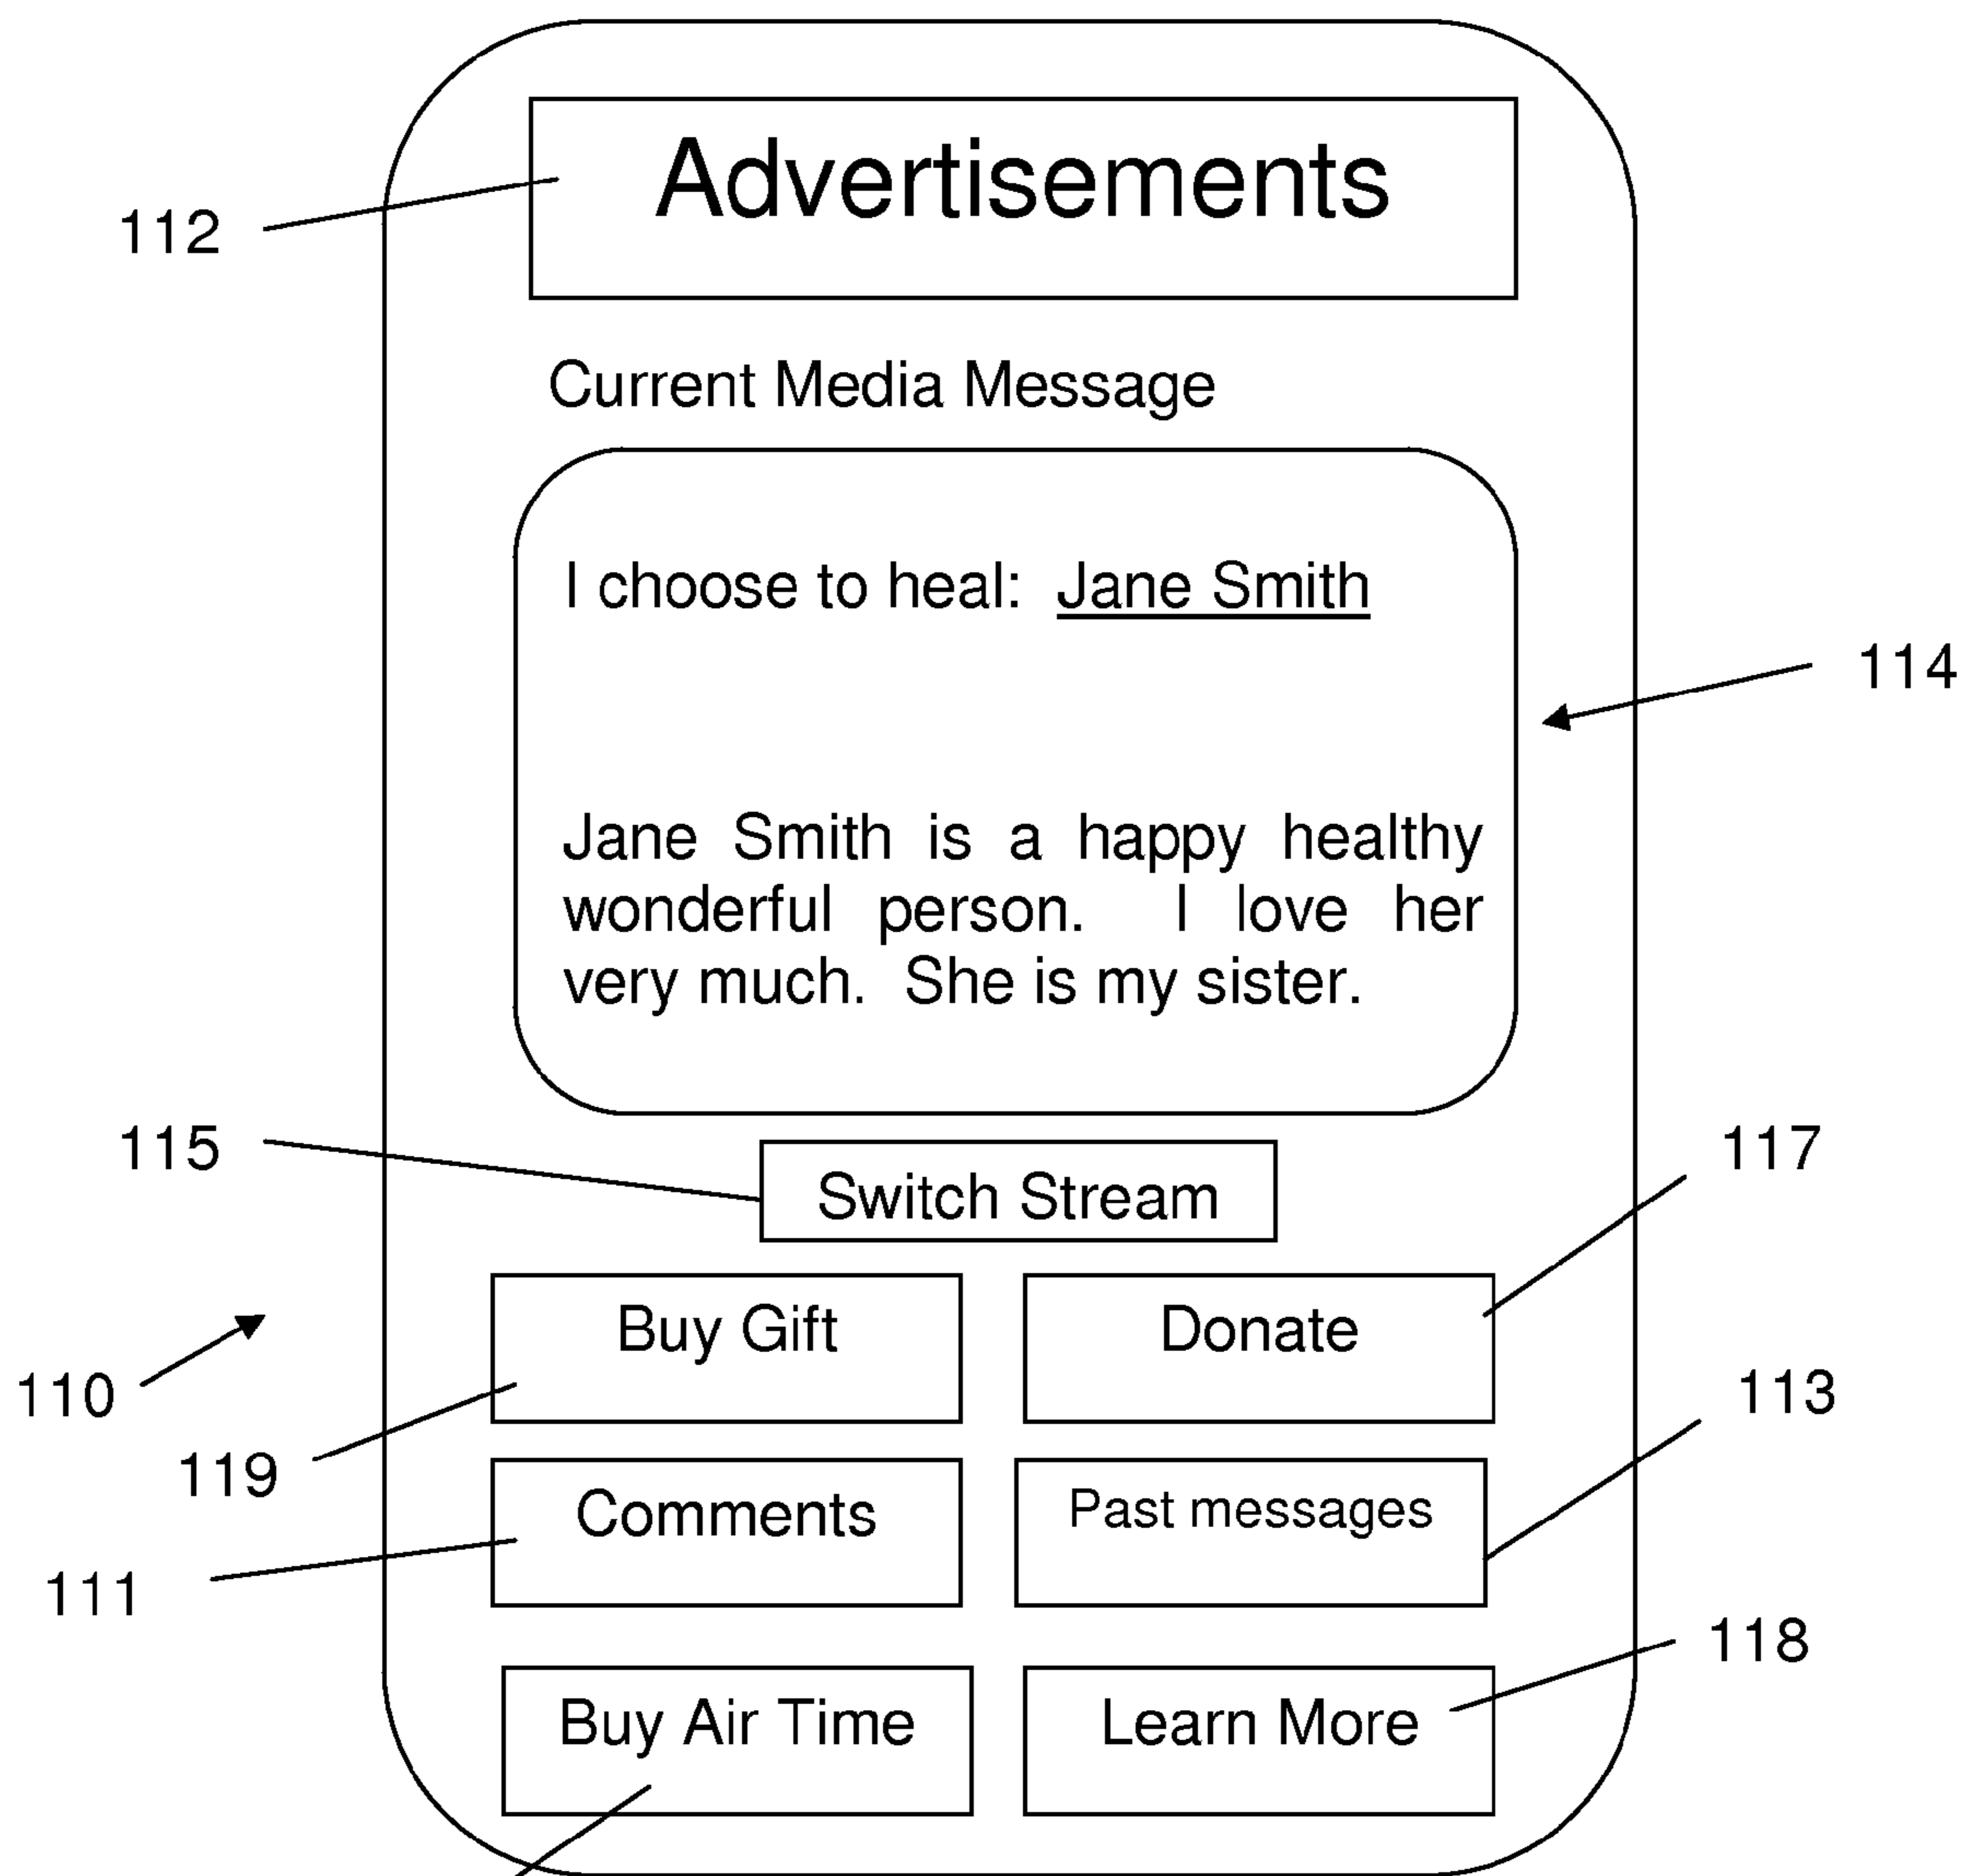 Advertisements
112
Current Media Message
I choose to heal: Jane Smith
114
Jane Smith is a happy healthy
wonderful person. I love her
very much. She is my sister.
115
117
Switch Stream
Buy Gift
Donate
110
113
119
Comments
Past messages
111
118
Buy Air Time
Learn More